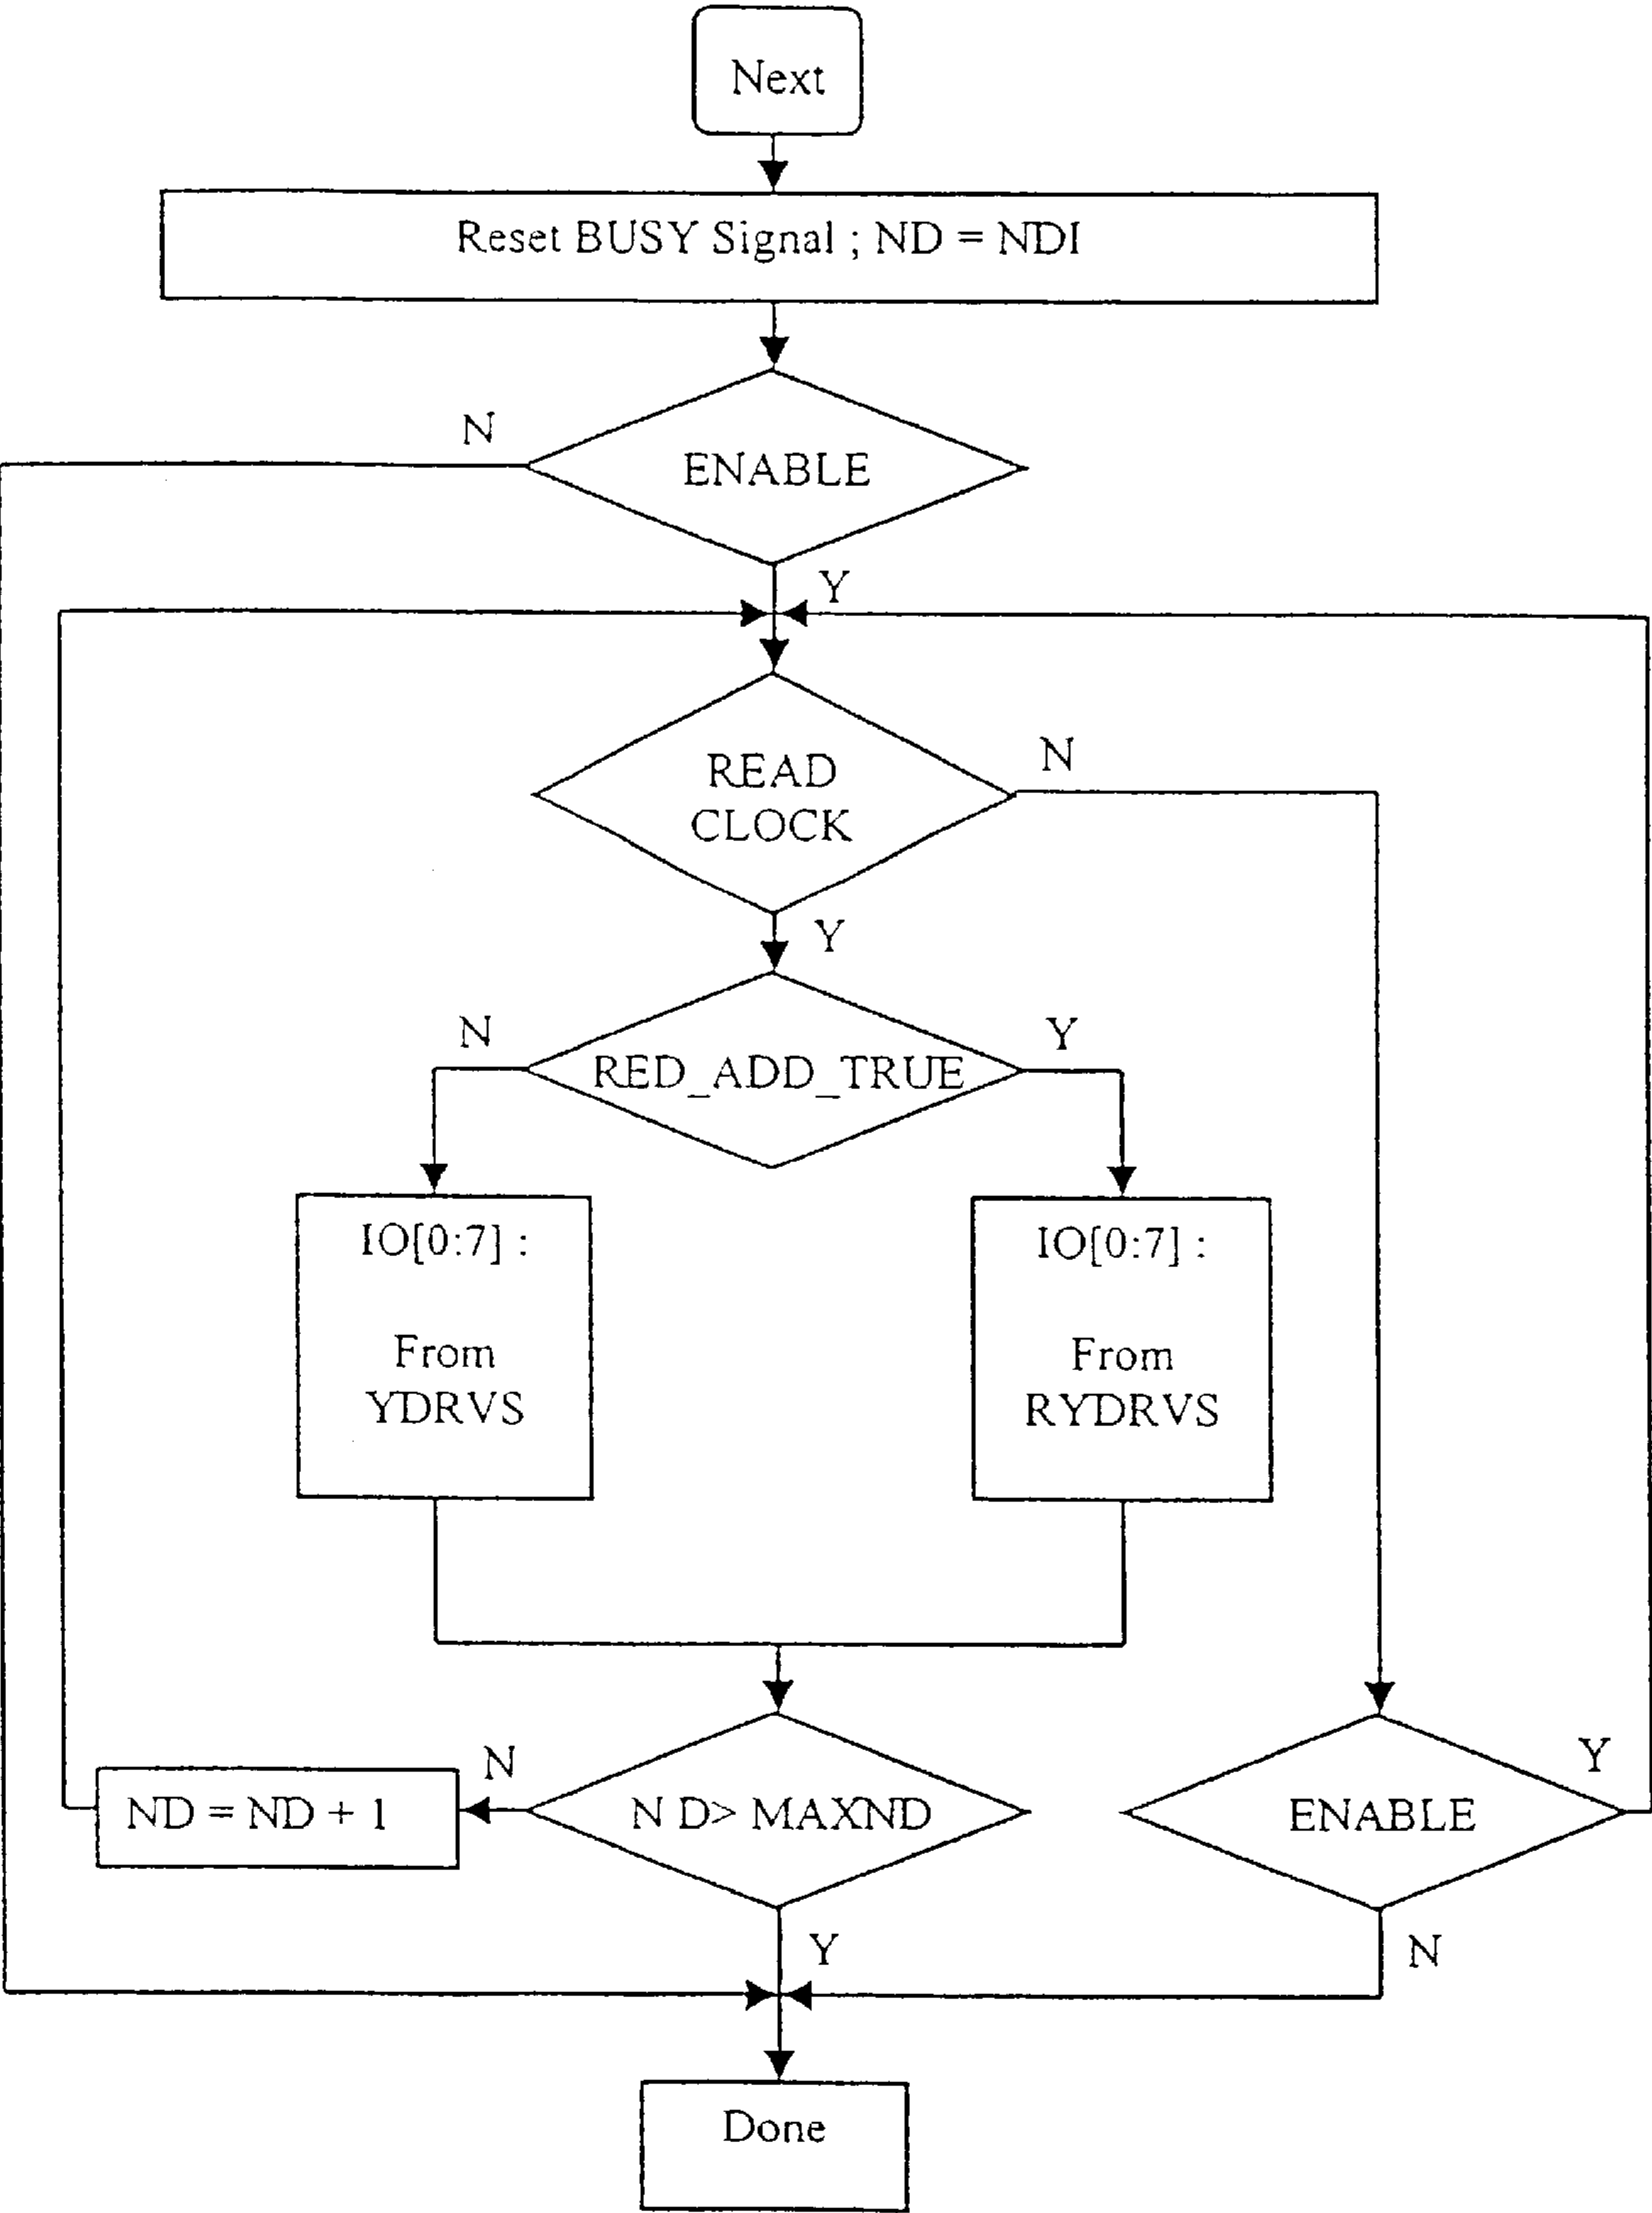 Next
Reset BUSY Signal ; ND = NDI
N
ENABLE
Y
READ
CLOCK
N
Y
N
RED_ADD_TRUE
Y
IO[0:7] :
From
YDRVS
IO[0:7] :
From
RYDRVS
ND = ND + 1
N
N D> MAXND
Y
ENABLE
Y
N
Done